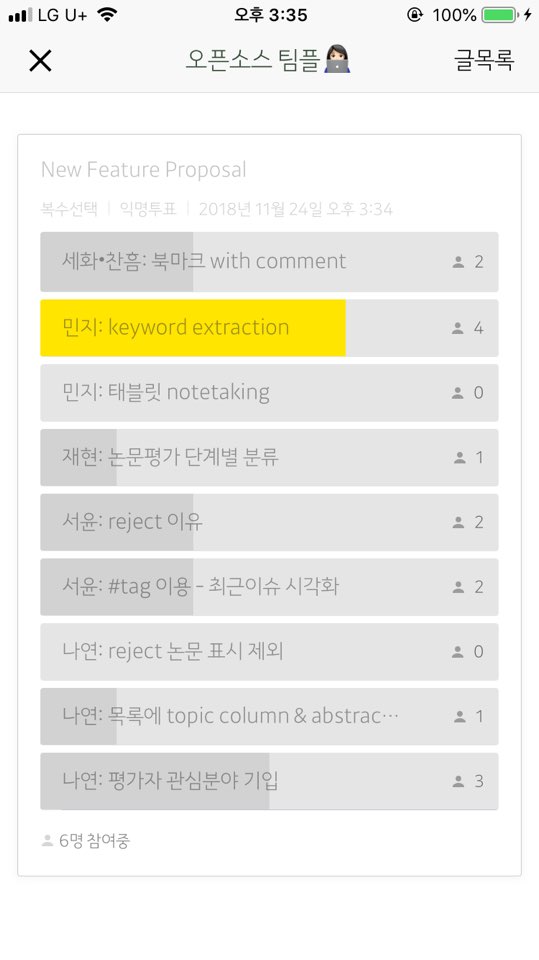 LG U+ 오후 3:35 100%
오픈소스 팀플👩🏻‍💻 글목록
New Feature Proposal
복수선택 | 익명투표 | 2018년 11월 24일 오후 3:34
세화•찬흠: 북마크 with comment 2
민지: keyword extraction 4
민지: 태블릿 notetaking 0
재현: 논문평가 단계별 분류 1
서윤: reject 이유 2
서윤: #tag 이용 - 최근이슈 시각화 2
나연: reject 논문 표시 제외 0
나연: 목록에 topic column & abstrac… 1
나연: 평가자 관심분야 기입 3
6명 참여중